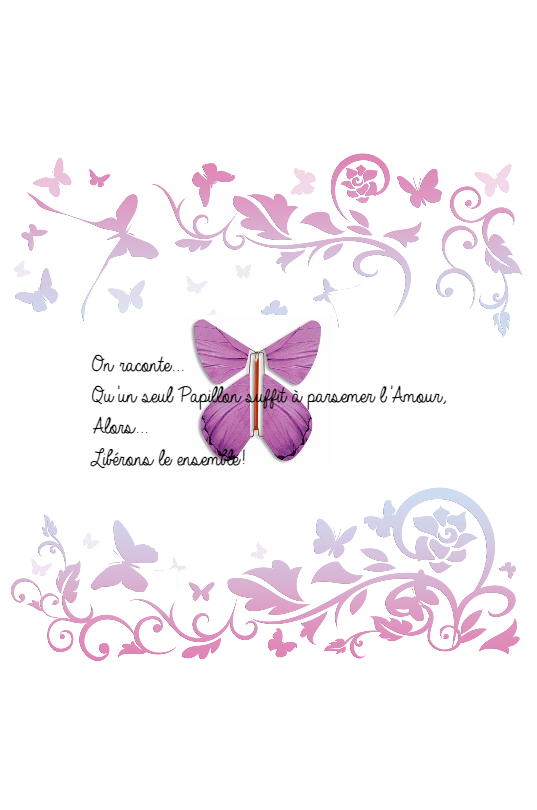 On raconte...
Qu'un seul Papillon suffit à parsemer l'Amour,
Alors...
Libérons le ensemble!